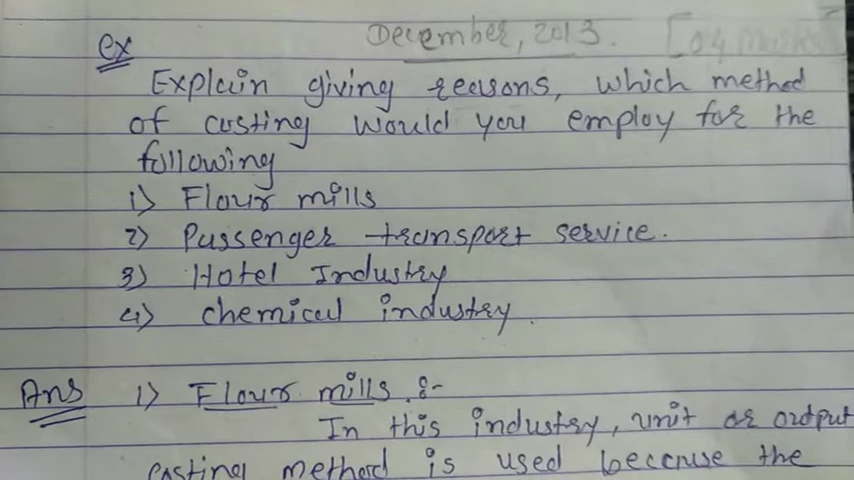 ex December, 2013. [04 Marks]
Explain giving reasons, which method
of costing would you employ for the
following
1) Flour mills
2) Passenger transport service.
3) Hotel Industry
4) chemical industry.
Ans 1) Flour mills :-
In this industry, unit or output
costing method is used because the